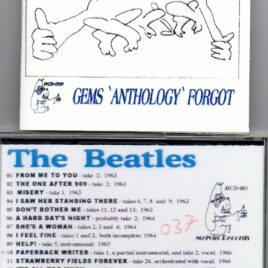 MCD-001
GEMS `ANTHOLOGY` FORGOT
The Beatles
01 FROM ME TO YOU - take 2; 1963
02 THE ONE AFTER 909 - take 2; 1963
03 MISERY - take 1, 1963
04 I SAW HER STANDING THERE - takes 6, 7, 8 and 9; 1963
05 DON'T BOTHER ME - takes 11, 12 and 13; 1963
06 A HARD DAY'S NIGHT - probably take 2; 1964
07 SHE'S A WOMAN - takes 2, 3 and 4; 1964
08 I FEEL FINE - takes 1 and 2. both incomplete; 1964
09 HELP! - take 5, instrumental; 1965
10 PAPERBACK WRITER - take 1, a partial instrumental, and take 2, vocal; 1966
11 STRAWBERRY FIELDS FOREVER - take 26, orchestrated with vocal; 1966
MCD-001
037
Melvin Records